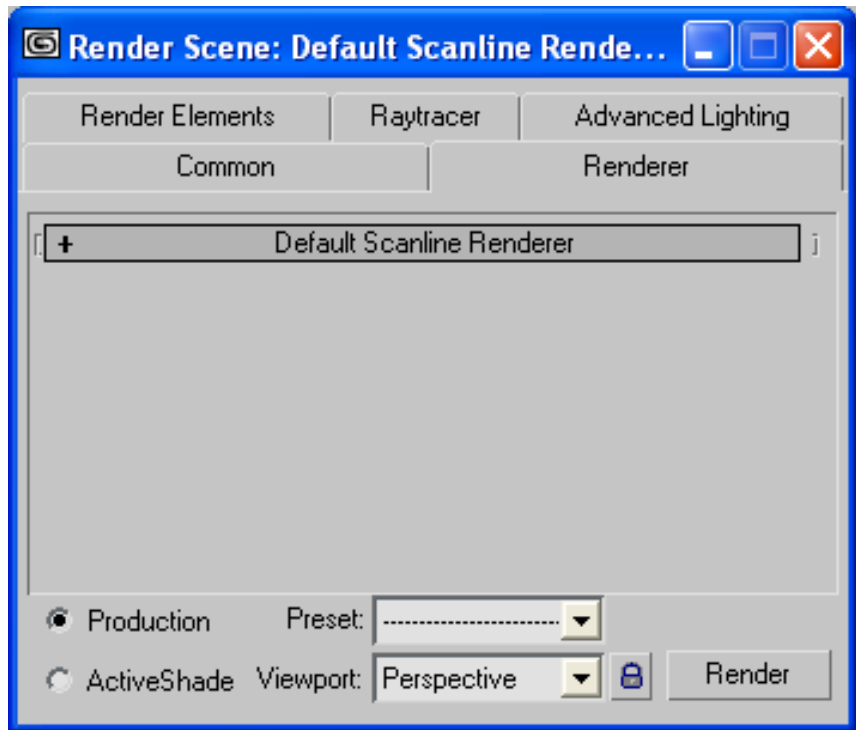 Render Scene: Default Scanline Rende...
Render Elements Raytracer Advanced Lighting
Common Renderer
+ Default Scanline Renderer
Production Preset: -------------------------
ActiveShade Viewport: Perspective Render